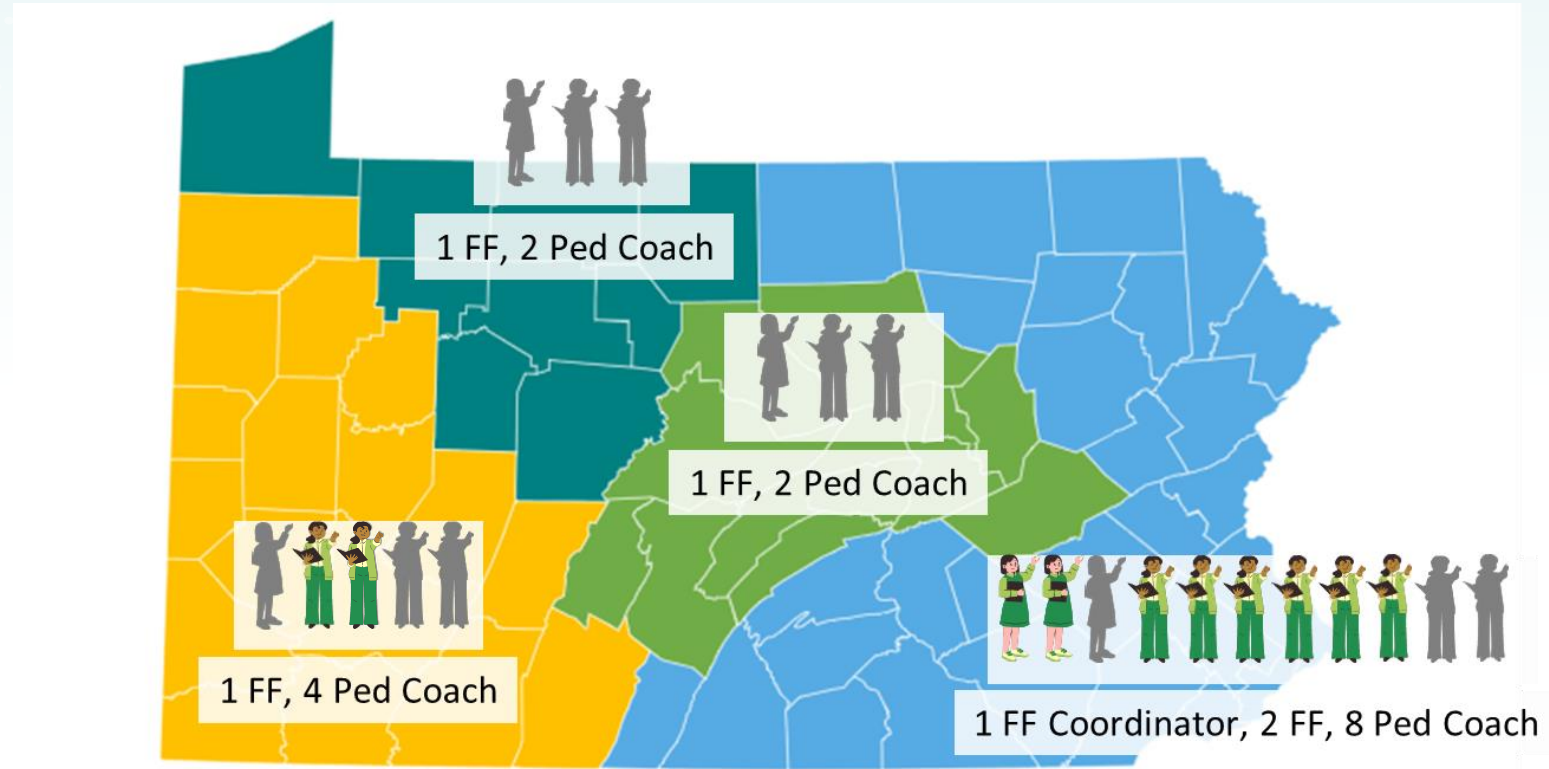 1 FF, 2 Ped Coach
1 FF, 2 Ped Coach
1 FF, 4 Ped Coach
1 FF Coordinator, 2 FF, 8 Ped Coach